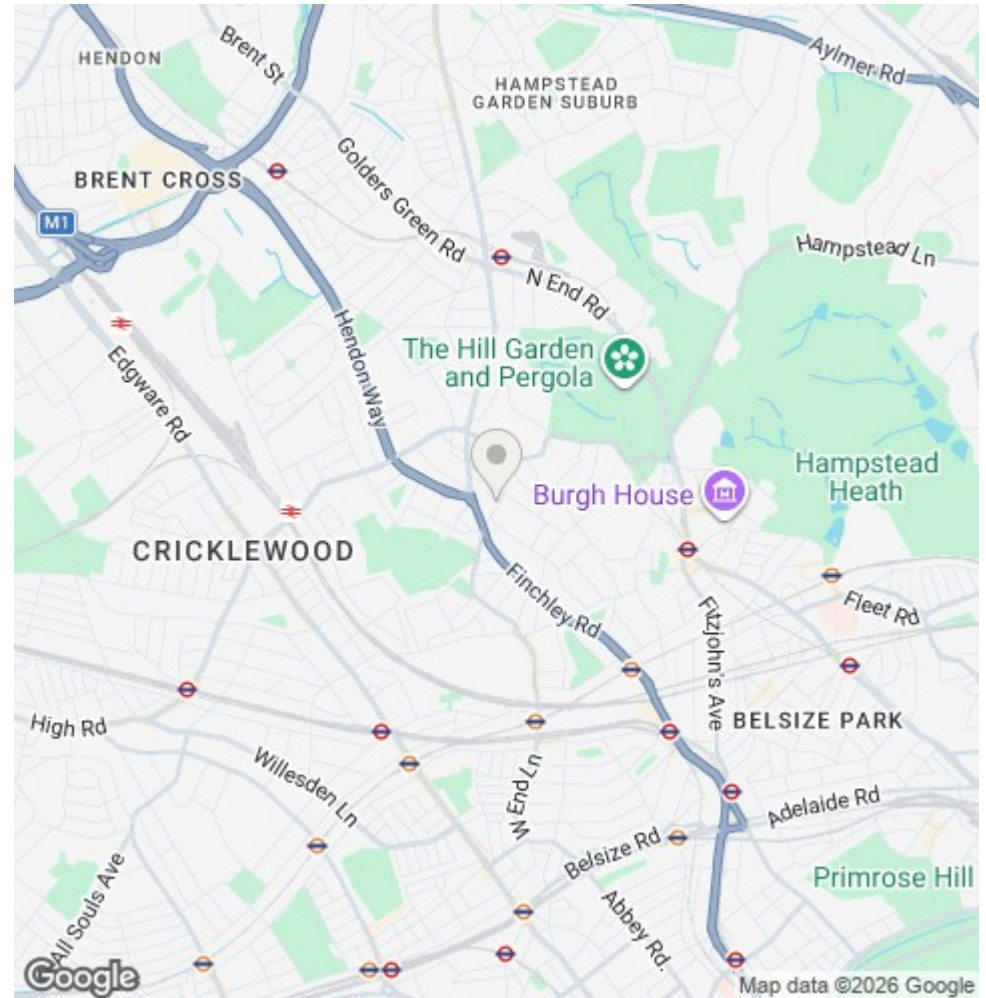 HENDON
Brent St
Aylmer Rd
HAMPSTEAD
GARDEN SUBURB
BRENT CROSS
Golders Green Rd
M1
Hampstead Ln
N End Rd
Hendon Way
The Hill Garden
and Pergola
Edgware Rd
Hampstead
Heath
Burgh House
CRICKLEWOOD
Finchley Rd
Fleet Rd
Fitzjohn's Ave
High Rd
BELSIZE PARK
Willesden Ln
W End Ln
Adelaide Rd
Belsize Rd
All Souls Ave
Primrose Hill
Abbey Rd.
Google
Map data ©2026 Google